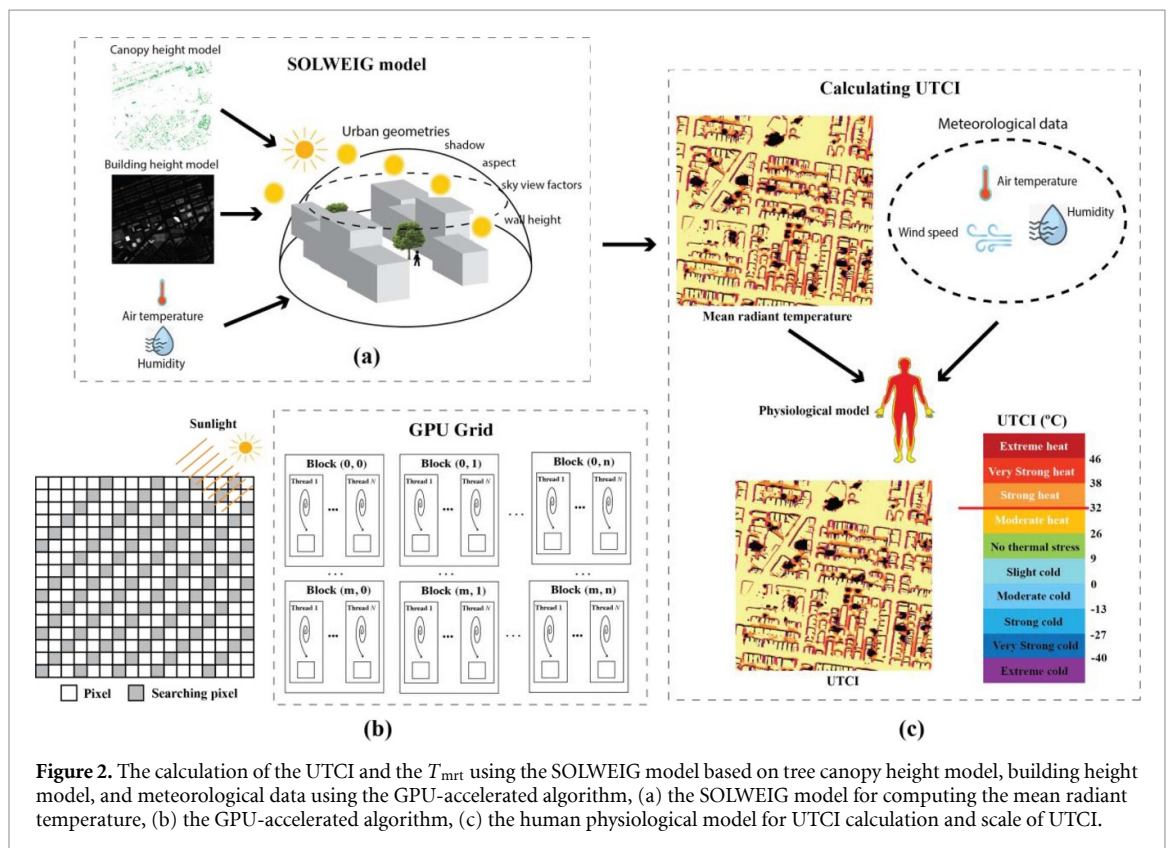 Canopy height model
SOLWEIG model
Urban geometries
shadow
aspect
sky view factors
wall height
Building height model
Air temperature
Humidity
(a)
Calculating UTCI
Meteorological data
Air temperature
Humidity
Wind speed
Mean radiant temperature
Physiological model
UTCI (°C)
Extreme heat
46
Very Strong heat
38
Strong heat
32
Moderate heat
26
No thermal stress
9
Slight cold
0
Moderate cold
-13
Strong cold
-27
Very Strong cold
-40
Extreme cold
UTCI
(c)
Sunlight
Pixel
Searching pixel
GPU Grid
Block (0, 0)
Thread 1
...
Thread N
Block (0, 1)
Thread 1
...
Thread N
. . .
Block (0, n)
Thread 1
...
Thread N
...
...
...
Block (m, 0)
Thread 1
...
Thread N
Block (m, 1)
Thread 1
...
Thread N
. . .
Block (m, n)
Thread 1
...
Thread N
(b)
Figure 2. The calculation of the UTCI and the Tmrt using the SOLWEIG model based on tree canopy height model, building height
model, and meteorological data using the GPU-accelerated algorithm, (a) the SOLWEIG model for computing the mean radiant
temperature, (b) the GPU-accelerated algorithm, (c) the human physiological model for UTCI calculation and scale of UTCI.